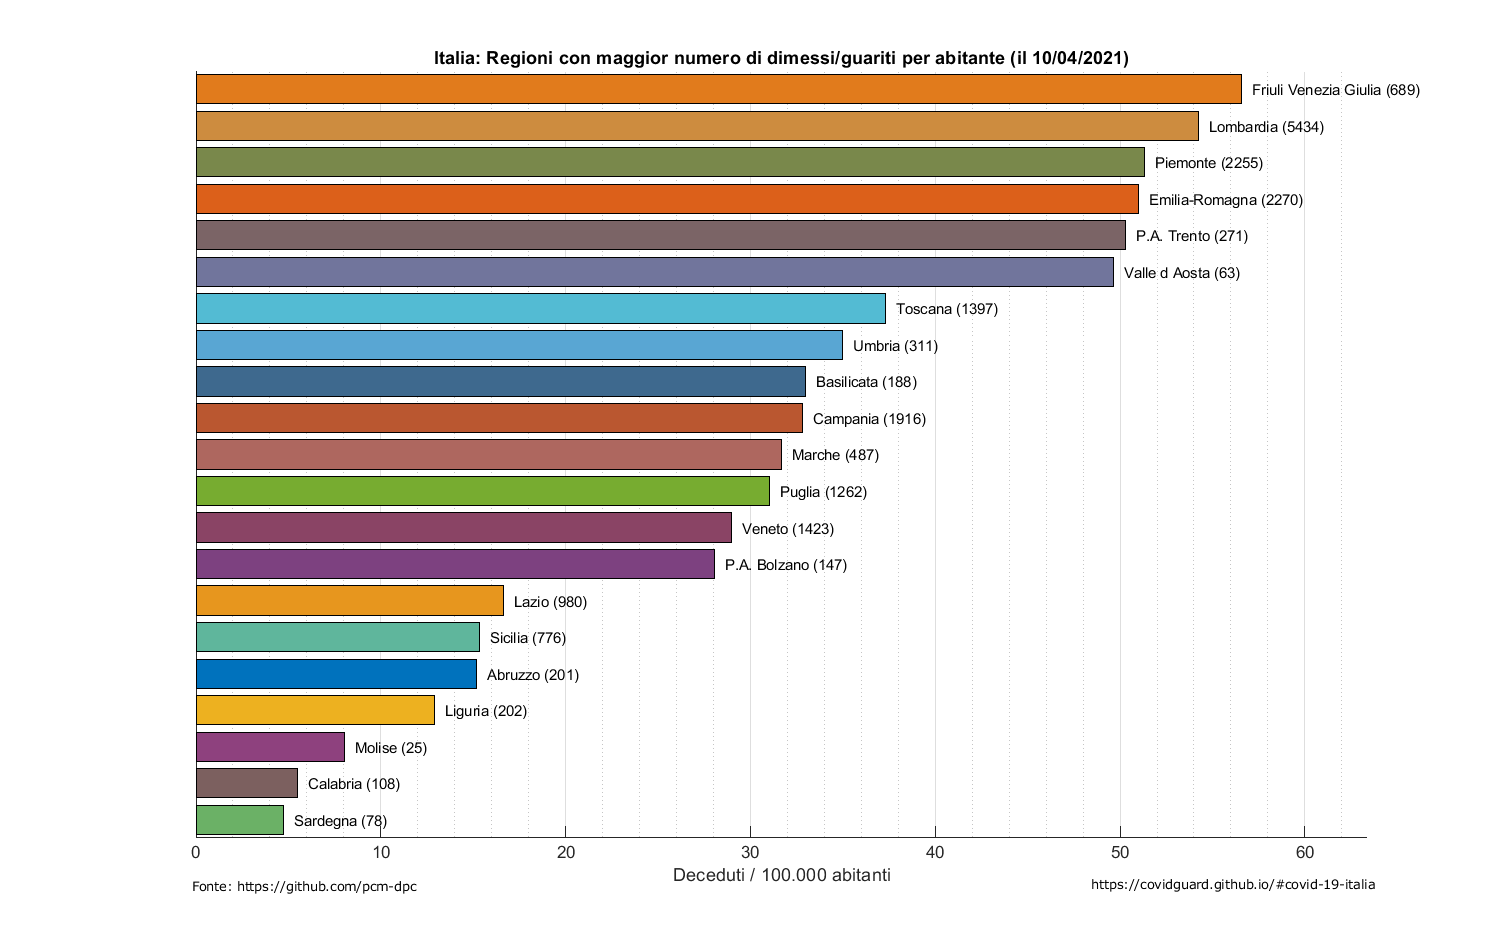 Italia: Regioni con maggior numero di dimessi/guariti per abitante (il 10/04/2021)
Friuli Venezia Giulia (689)
Lombardia (5434)
Piemonte (2255)
Emilia-Romagna (2270)
P.A. Trento (271)
Valle d Aosta (63)
Toscana (1397)
Umbria (311)
Basilicata (188)
Campania (1916)
Marche (487)
Puglia (1262)
Veneto (1423)
P.A. Bolzano (147)
Lazio (980)
Sicilia (776)
Abruzzo (201)
Liguria (202)
Molise (25)
Calabria (108)
Sardegna (78)
0 10 20 30 40 50 60
Deceduti / 100.000 abitanti
Fonte: https://github.com/pcm-dpc
https://covidguard.github.io/#covid-19-italia